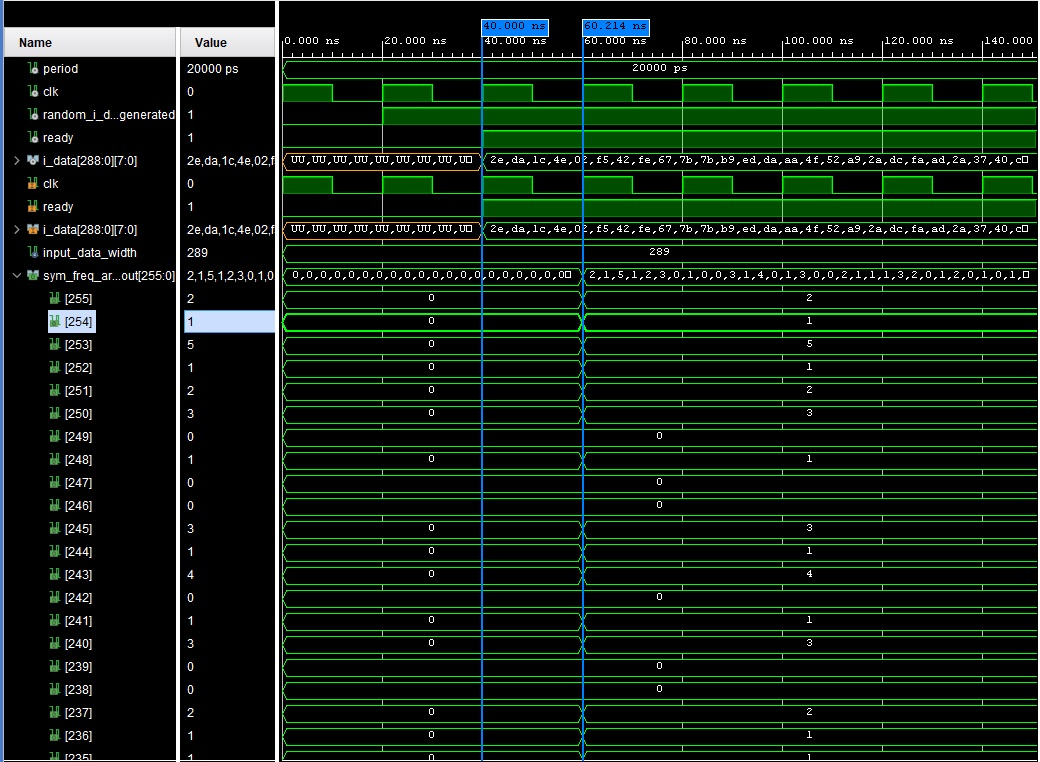 40.000 ns 60.214 ns
Name Value 0.000 ns 20.000 ns 40.000 ns 60.000 ns 80.000 ns 100.000 ns 120.000 ns 140.000
period 20000 ps 20000 ps
clk 0
random_i_d...generated 1
ready 1
i_data[288:0][7:0] 2e,da,1c,4e,02,f UU,UU,UU,UU,UU,UU,UU,UU 2e,da,1c,4e,02,f5,42,fe,67,7b,7b,b9,ed,da,aa,4f,52,a9,2a,dc,fa,ad,2a,37,40,c
clk 0
ready 1
i_data[288:0][7:0] 2e,da,1c,4e,02,f UU,UU,UU,UU,UU,UU,UU,UU 2e,da,1c,4e,02,f5,42,fe,67,7b,7b,b9,ed,da,aa,4f,52,a9,2a,dc,fa,ad,2a,37,40,c
input_data_width 289 289
sym_freq_ar...out[255:0] 2,1,5,1,2,3,0,1,0 0,0,0,0,0,0,0,0,0,0,0,0,0,0,0,0,0,0,0,0 2,1,5,1,2,3,0,1,0,0,3,1,4,0,1,3,0,0,2,1,1,1,3,2,0,1,2,0,1,0,1,
[255] 2 0 2
[254] 1 0 1
[253] 5 0 5
[252] 1 0 1
[251] 2 0 2
[250] 3 0 3
[249] 0 0
[248] 1 0 1
[247] 0 0
[246] 0 0
[245] 3 0 3
[244] 1 0 1
[243] 4 0 4
[242] 0 0
[241] 1 0 1
[240] 3 0 3
[239] 0 0
[238] 0 0
[237] 2 0 2
[236] 1 0 1
[235] 1 0 1